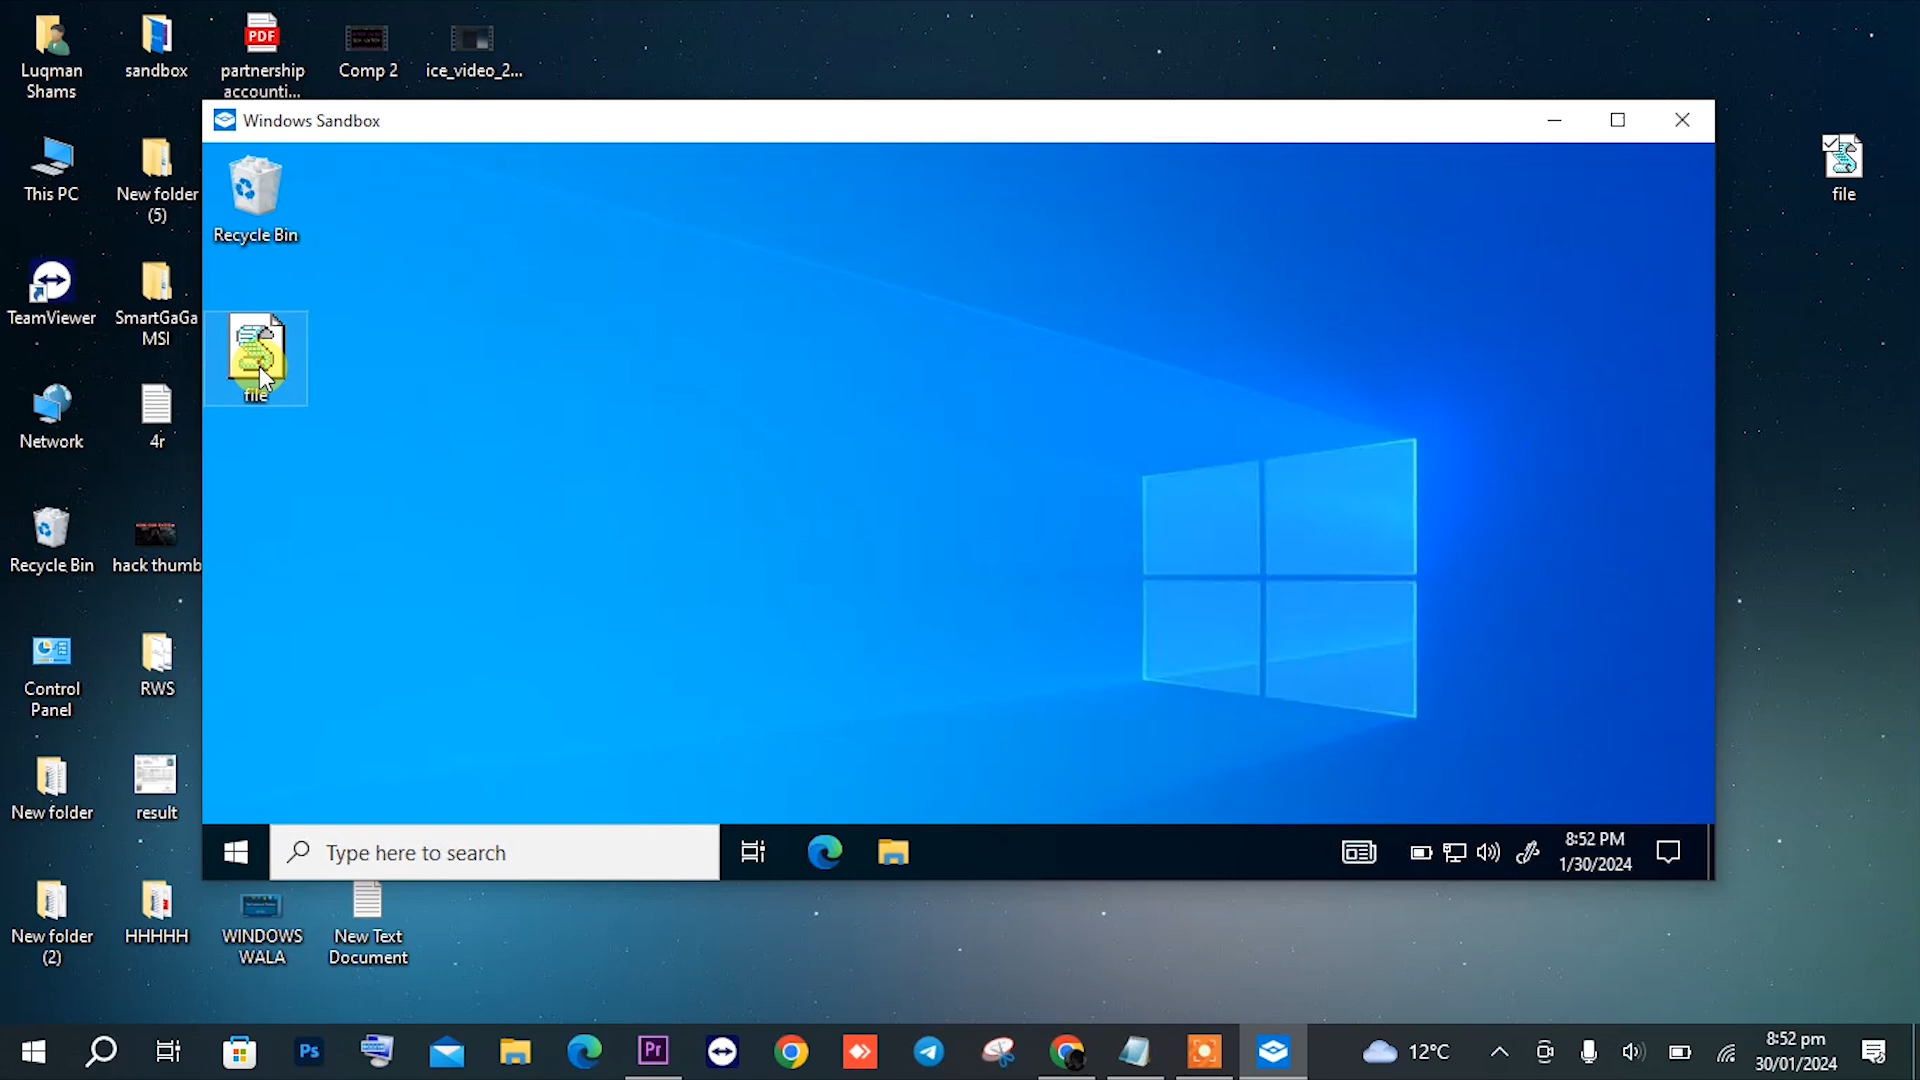 Luqman
Shams
sandbox
partnership
accounti...
Comp 2
ice_video_2...
PDF
Windows Sandbox
This PC
New folder
(5)
Recycle Bin
file
TeamViewer
SmartGaGa
MSI
file
Network
4r
Recycle Bin
hack thumb
Control
Panel
RWS
New folder
result
Type here to search
8:52 PM
1/30/2024
New folder
(2)
HHHHH
WINDOWS
WALA
New Text
Document
Ps
Pr
12°C
8:52 pm
30/01/2024